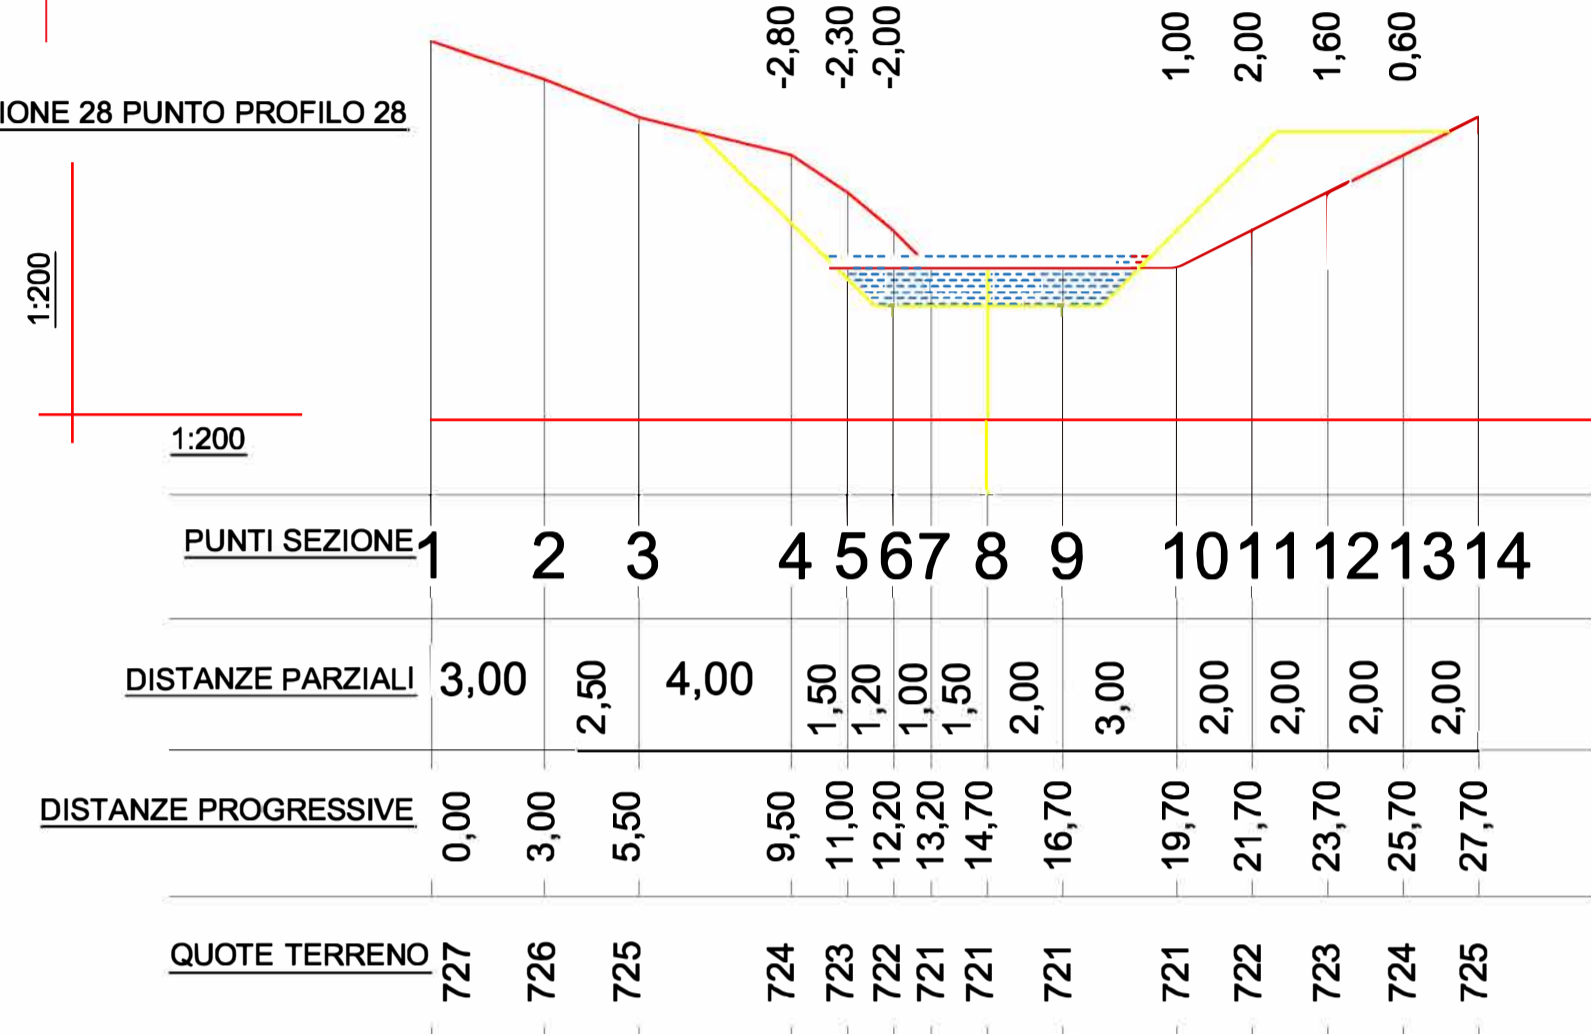 -2,80 -2,30 -2,00 1,00 2,00 1,60 0,60
IONE 28 PUNTO PROFILO 28
1:200
1:200
PUNTI SEZIONE 1 2 3 4 5 6 7 8 9 10 11 12 13 14
DISTANZE PARZIALI 3,00 2,50 4,00 1,50 1,20 1,00 1,50 2,00 3,00 2,00 2,00 2,00 2,00
DISTANZE PROGRESSIVE 0,00 3,00 5,50 9,50 11,00 12,20 13,20 14,70 16,70 19,70 21,70 23,70 25,70 27,70
QUOTE TERRENO 727 726 725 724 723 722 721 721 721 721 722 723 724 725